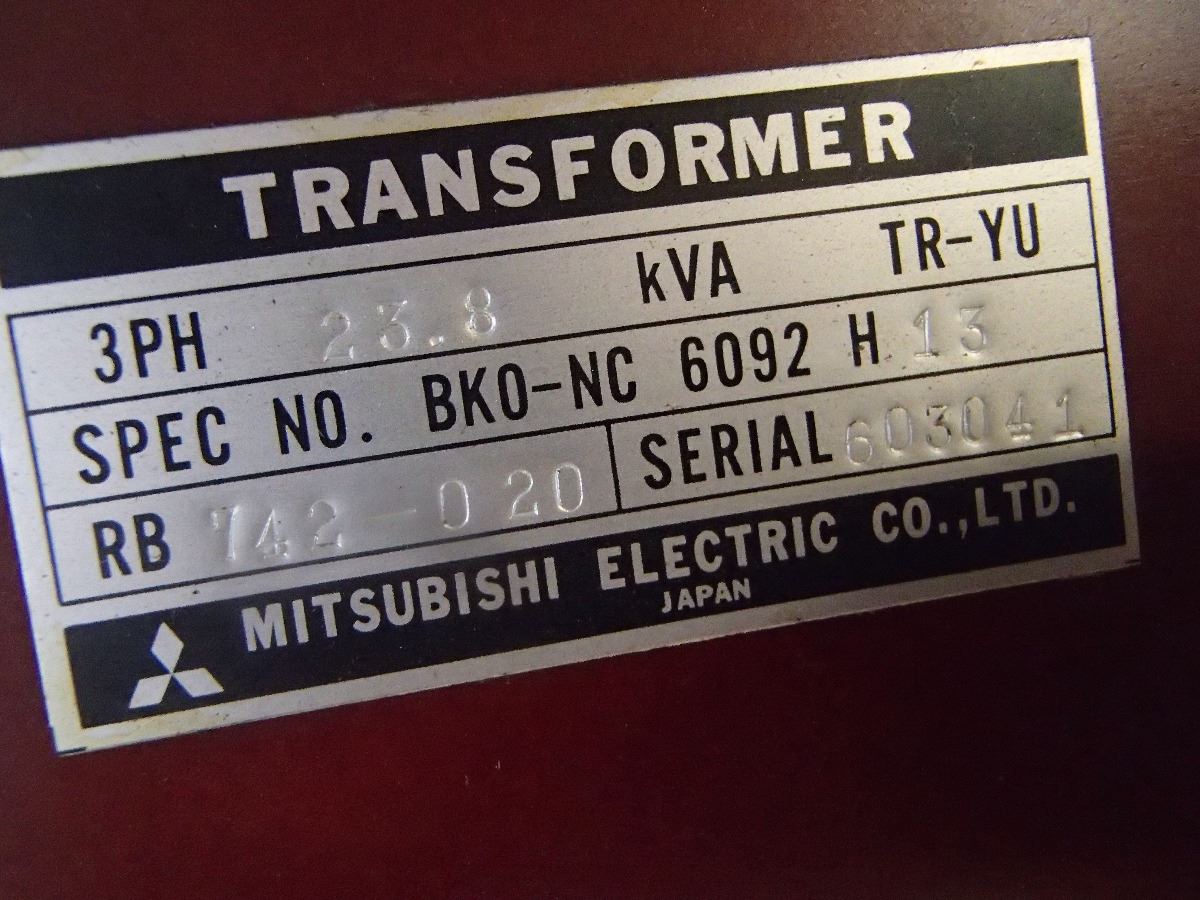 TRANSFORMER
3PH 23.8 kVA TR-YU
SPEC NO. BKO-NC 6092 H 13
RB 742-020 SERIAL 603041
MITSUBISHI ELECTRIC CO.,LTD.
JAPAN